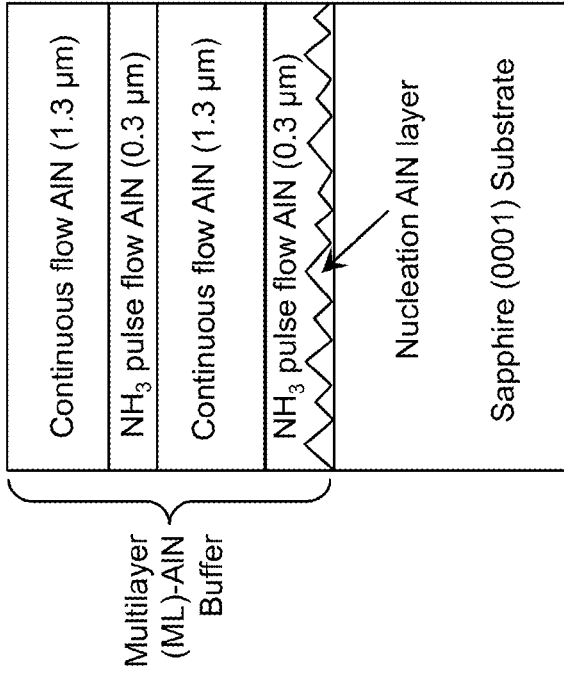 Continuous flow AlN (1.3 µm)
NH₃ pulse flow AlN (0.3 µm)
Continuous flow AlN (1.3 µm)
NH₃ pulse flow AlN (0.3 µm)
Nucleation AlN layer
Sapphire (0001) Substrate
Multilayer
(ML)-AlN
Buffer